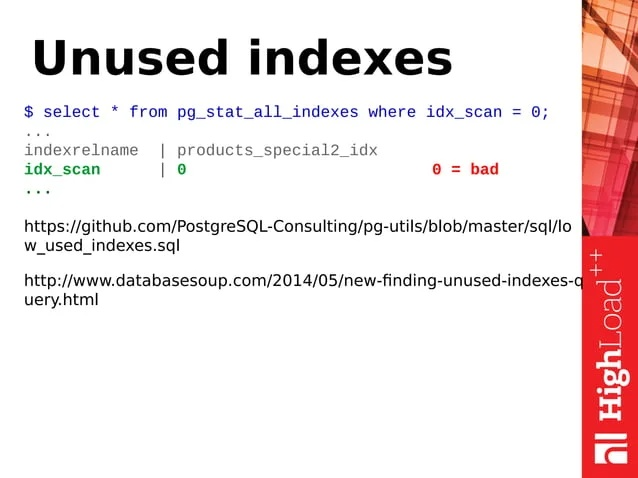 Unused indexes
$ select * from pg_stat_all_indexes where idx_scan = 0;
...
indexrelname | products_special2_idx
idx_scan | 0 0 = bad
...
https://github.com/PostgreSQL-Consulting/pg-utils/blob/master/sql/lo
w_used_indexes.sql
http://www.databasesoup.com/2014/05/new-finding-unused-indexes-q
uery.html
HighLoad++